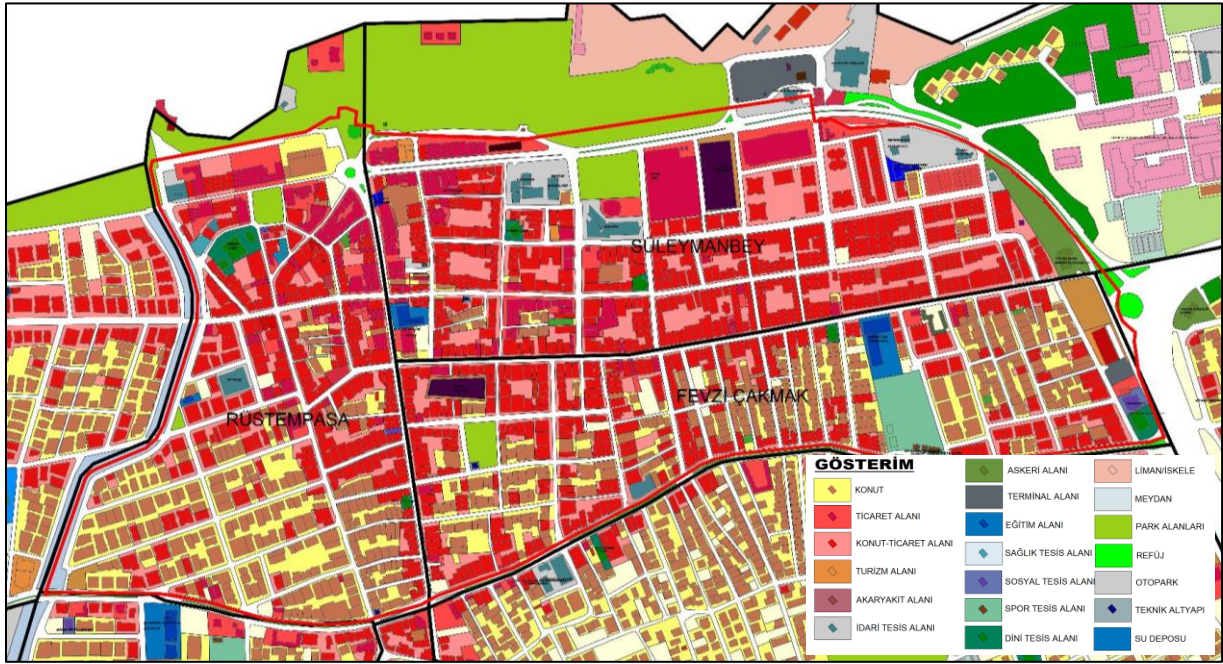 SÜLEYMANBEY
FEVZİ ÇAKMAK
RÜSTEMPAŞA
GÖSTERİM
KONUT
TİCARET ALANI
KONUT-TİCARET ALANI
TURİZM ALANI
AKARYAKIT ALANI
İDARİ TESİS ALANI
ASKERİ ALANI
TERMİNAL ALANI
EĞİTİM ALANI
SAĞLIK TESİS ALANI
SOSYAL TESİS ALANI
SPOR TESİS ALANI
DİNİ TESİS ALANI
LİMAN/İSKELE
MEYDAN
PARK ALANLARI
REFÜJ
OTOPARK
TEKNİK ALTYAPI
SU DEPOSU